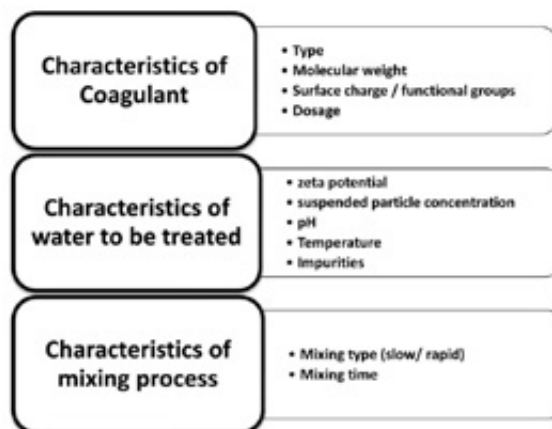 Characteristics of
Coagulant
• Type
• Molecular weight
• Surface charge / functional groups
• Dosage
Characteristics of
water to be treated
• zeta potential
• suspended particle concentration
• pH
• Temperature
• Impurities
Characteristics of
mixing process
• Mixing type (slow/ rapid)
• Mixing time